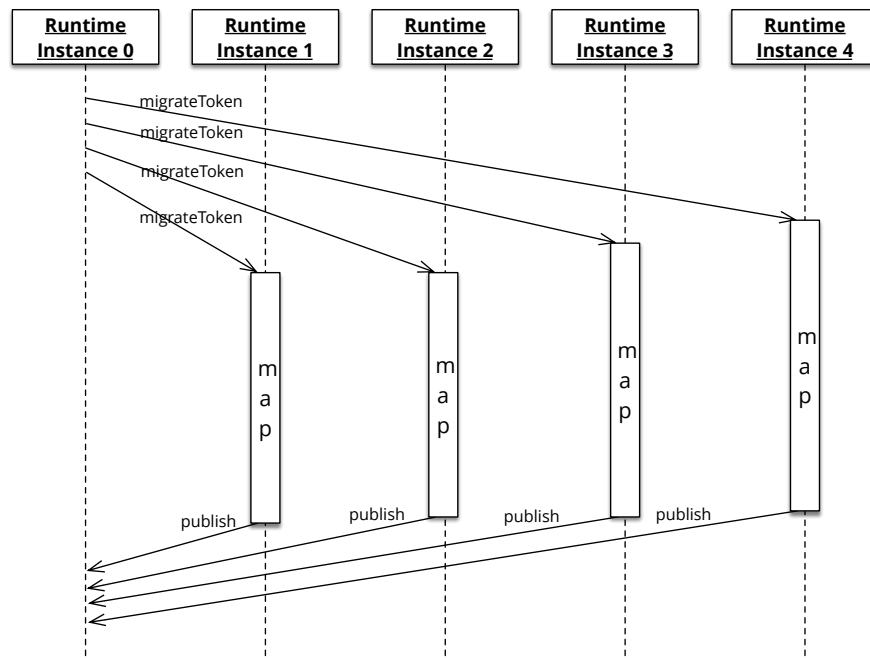 Runtime
Instance 0
Runtime
Instance 1
Runtime
Instance 2
Runtime
Instance 3
Runtime
Instance 4
migrateToken
migrateToken
migrateToken
migrateToken
m
a
p
m
a
p
m
a
p
m
a
p
publish
publish
publish
publish